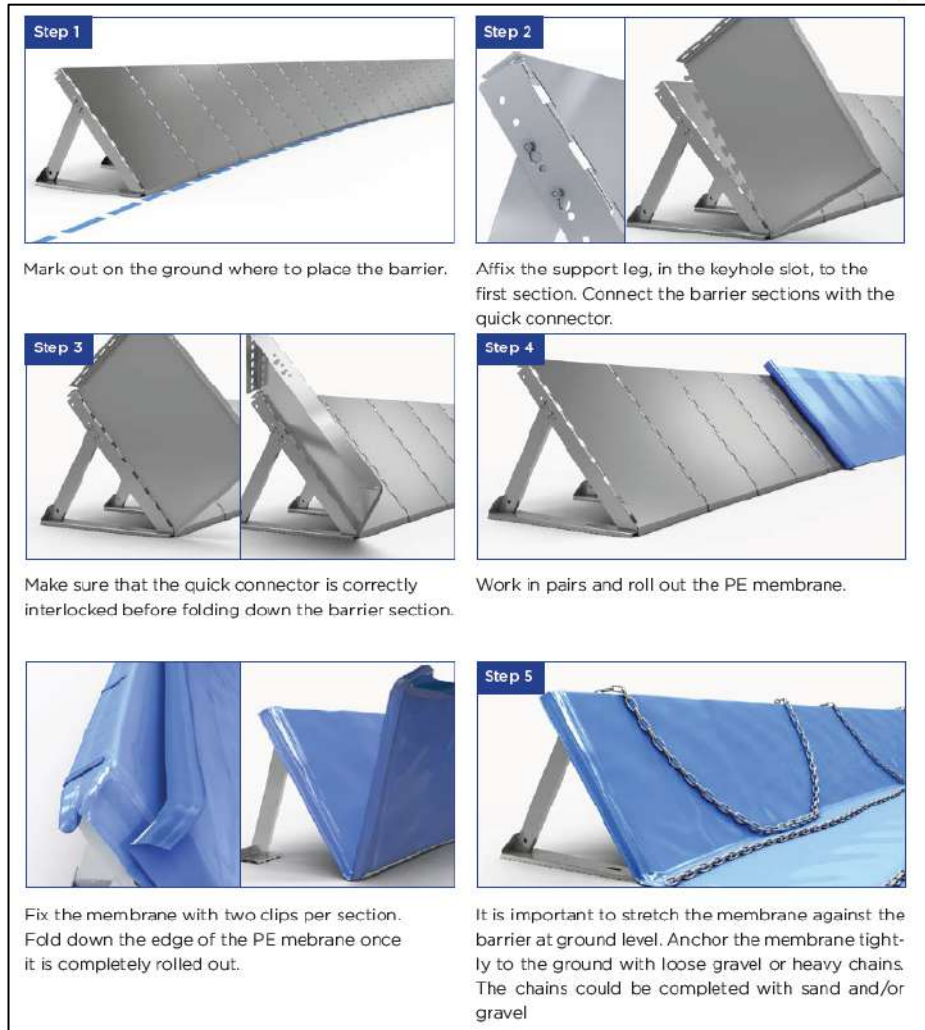 Step 1
Step 2
Mark out on the ground where to place the barrier.
Affix the support leg, in the keyhole slot, to the
first section. Connect the barrier sections with the
quick connector.
Step 3
Step 4
Make sure that the quick connector is correctly
interlocked before folding down the barrier section.
Work in pairs and roll out the PE membrane.
Step 5
Fix the membrane with two clips per section.
Fold down the edge of the PE mebrane once
it is completely rolled out.
It is important to stretch the membrane against the
barrier at ground level. Anchor the membrane tight-
ly to the ground with loose gravel or heavy chains.
The chains could be completed with sand and/or
gravel